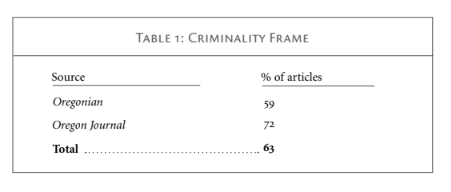 TABLE 1: CRIMINALITY FRAME
Source % of articles
Oregonian 59
Oregon Journal 72
Total 63